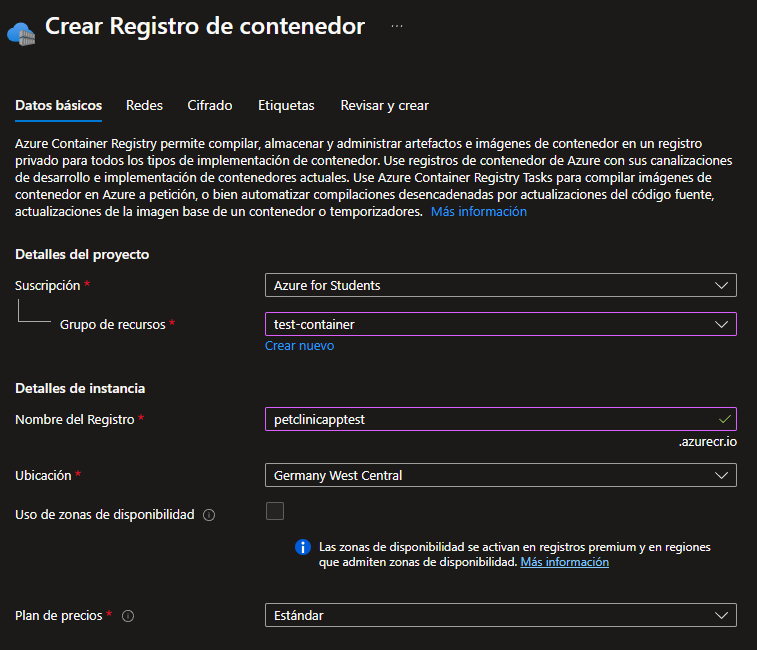 Crear Registro de contenedor ...
Datos básicos Redes Cifrado Etiquetas Revisar y crear
Azure Container Registry permite compilar, almacenar y administrar artefactos e imágenes de contenedor en un registro
privado para todos los tipos de implementación de contenedor. Use registros de contenedor de Azure con sus canalizaciones
de desarrollo e implementación de contenedores actuales. Use Azure Container Registry Tasks para compilar imágenes de
contenedor en Azure a petición, o bien automatizar compilaciones desencadenadas por actualizaciones del código fuente,
actualizaciones de la imagen base de un contenedor o temporizadores. Más información
Detalles del proyecto
Suscripción * Azure for Students
Grupo de recursos * test-container
Crear nuevo
Detalles de instancia
Nombre del Registro * petclinicapptest
.azurecr.io
Ubicación * Germany West Central
Uso de zonas de disponibilidad
Las zonas de disponibilidad se activan en registros premium y en regiones
que admiten zonas de disponibilidad. Más información
Plan de precios * Estándar